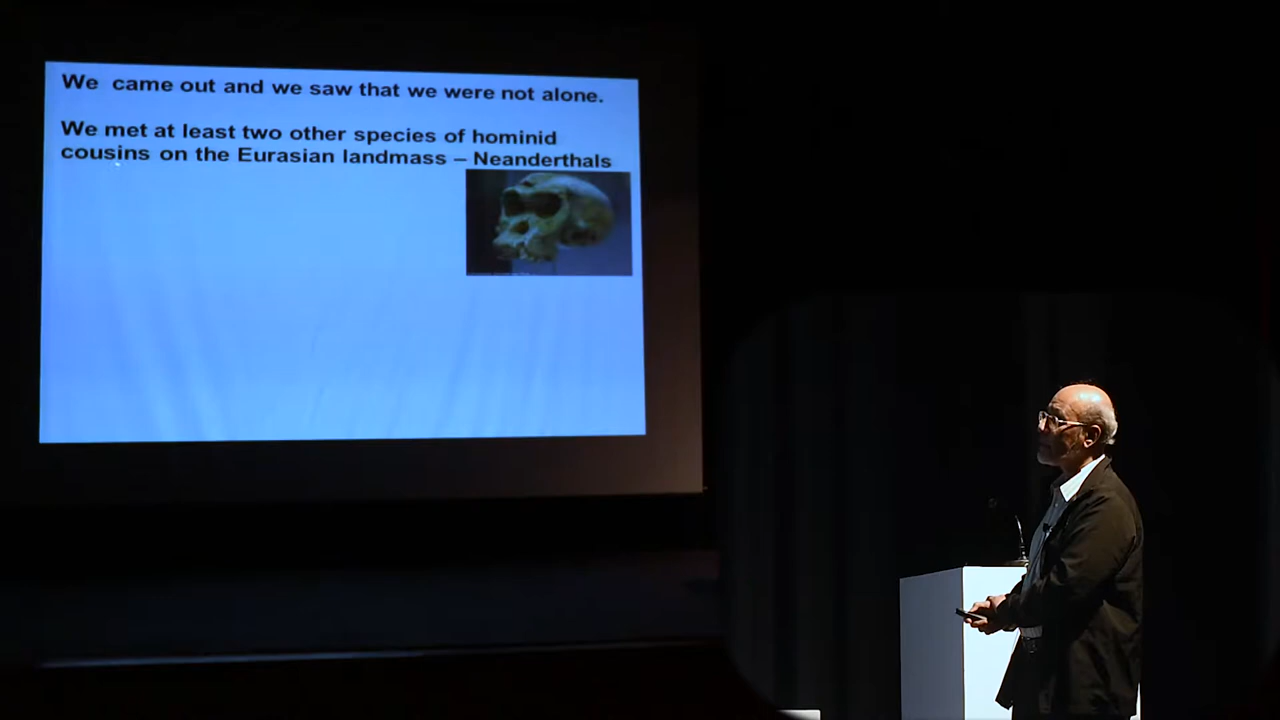 We came out and we saw that we were not alone.
We met at least two other species of hominid
cousins on the Eurasian landmass – Neanderthals